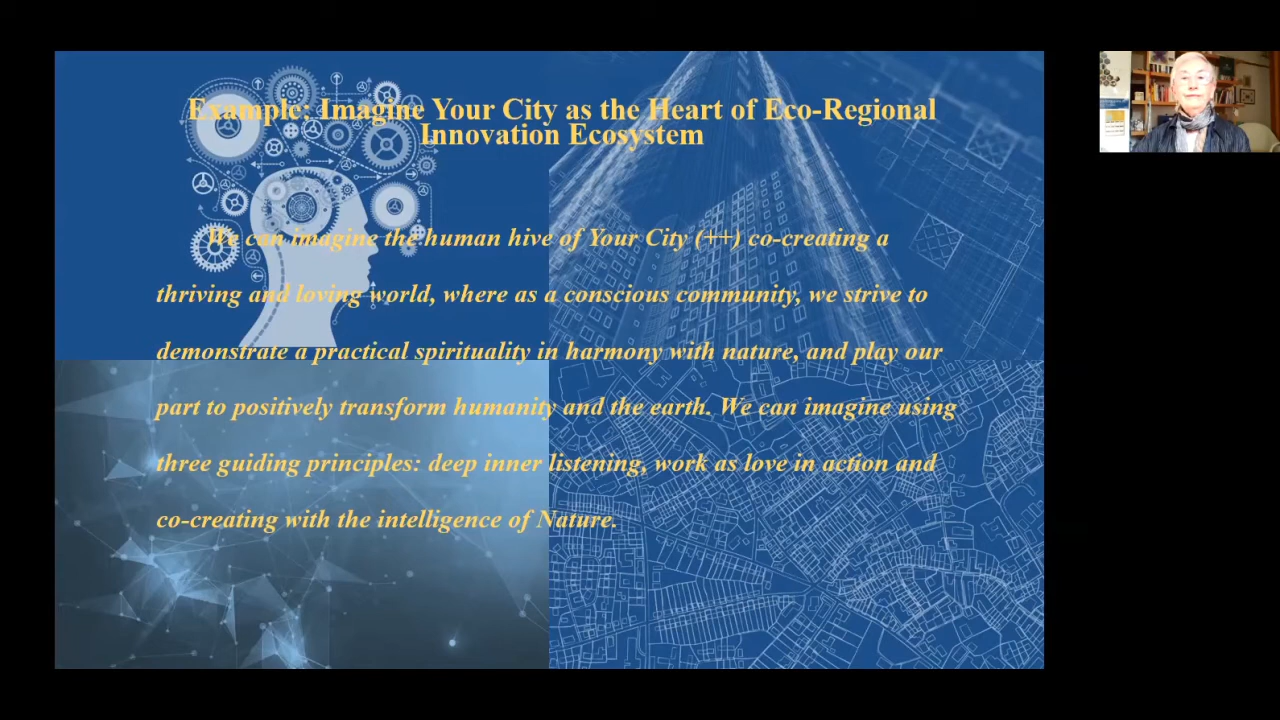 Example: Imagine Your City as the Heart of Eco-Regional
Innovation Ecosystem
We can imagine the human hive of Your City (++) co-creating a
thriving and loving world, where as a conscious community, we strive to
demonstrate a practical spirituality in harmony with nature, and play our
part to positively transform humanity and the earth. We can imagine using
three guiding principles: deep inner listening, work as love in action and
co-creating with the intelligence of Nature.